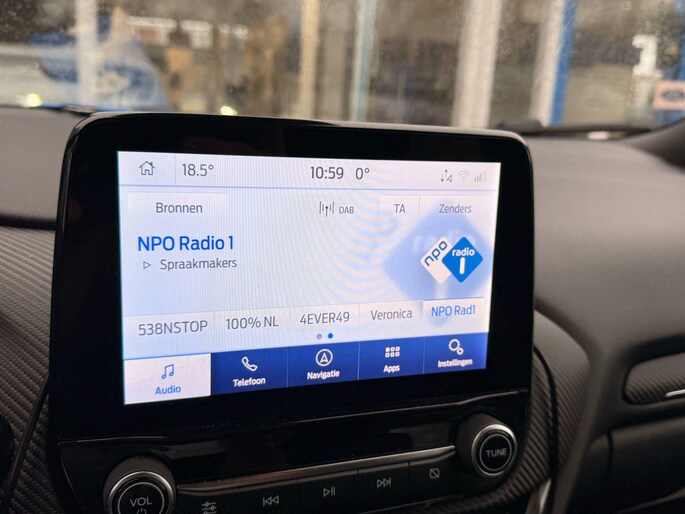 18.5°
10:59 0°
Bronnen
DAB
TA
Zenders
NPO Radio 1
Spraakmakers
npo radio 1
538NSTOP
100% NL
4EVER49
Veronica
NPO Rad1
Audio
Telefoon
Navigatie
Apps
Instellingen
VOL
TUNE